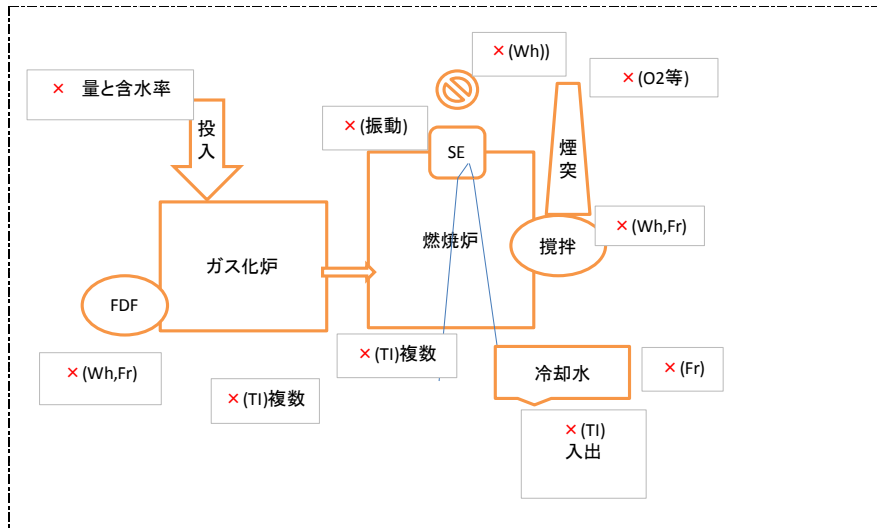 × (Wh))
× (O2等)
× 量と含水率
投入
× (振動)
SE
煙突
ガス化炉
燃焼炉
撹拌
× (Wh,Fr)
FDF
× (Wh,Fr)
× (TI)複数
× (TI)複数
冷却水
× (Fr)
× (TI)
入出